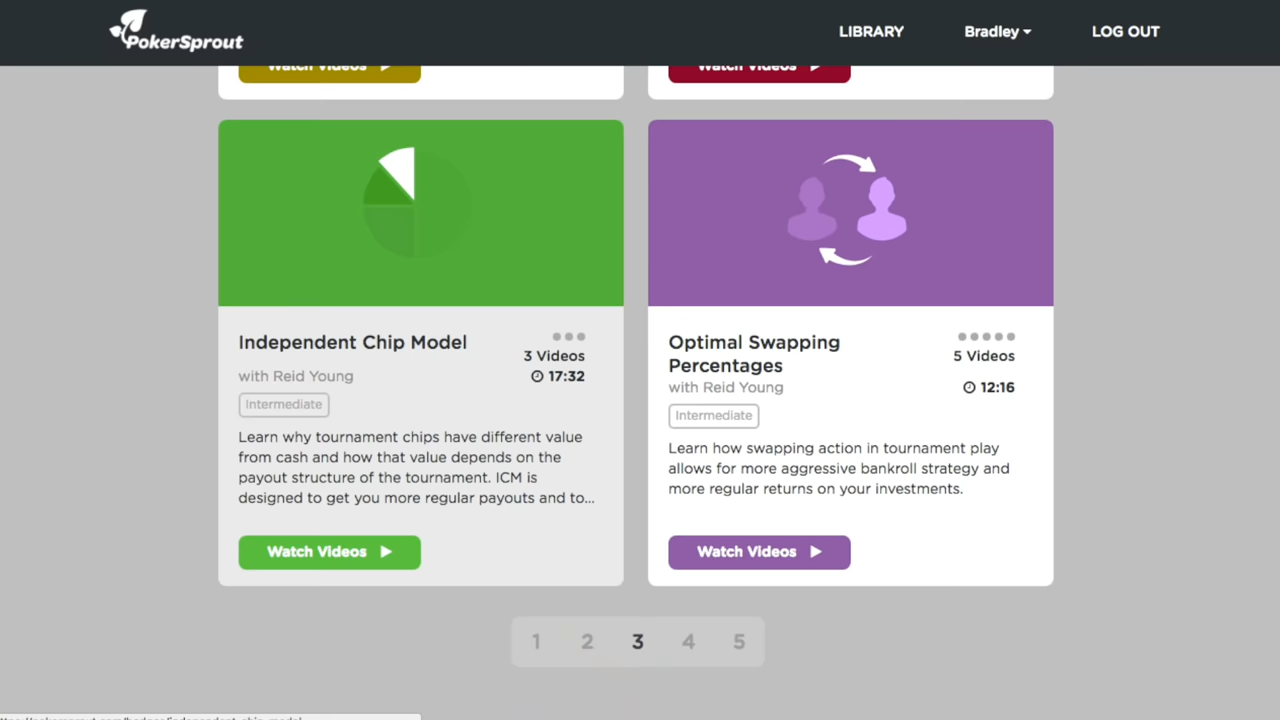 PokerSprout
LIBRARY
Bradley
LOG OUT
Watch Videos
Watch Videos
Independent Chip Model
3 Videos
with Reid Young
17:32
Intermediate
Learn why tournament chips have different value
from cash and how that value depends on the
payout structure of the tournament. ICM is
designed to get you more regular payouts and to...
Watch Videos
Optimal Swapping
Percentages
5 Videos
with Reid Young
12:16
Intermediate
Learn how swapping action in tournament play
allows for more aggressive bankroll strategy and
more regular returns on your investments.
Watch Videos
1 2 3 4 5